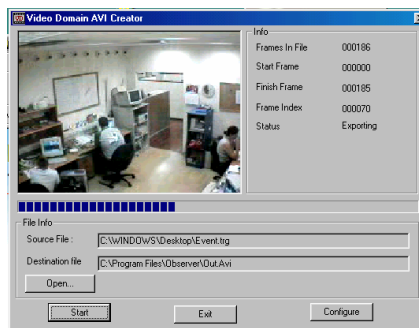 Video Domain AVI Creator
Info
Frames In File 000186
Start Frame 000000
Finish Frame 000185
Frame Index 000070
Status Exporting
File Info
Source File : C:\WINDOWS\Desktop\Event.trg
Destination file C:\Program Files\Observer\Out.Avi
Open...
Start Exit Configure